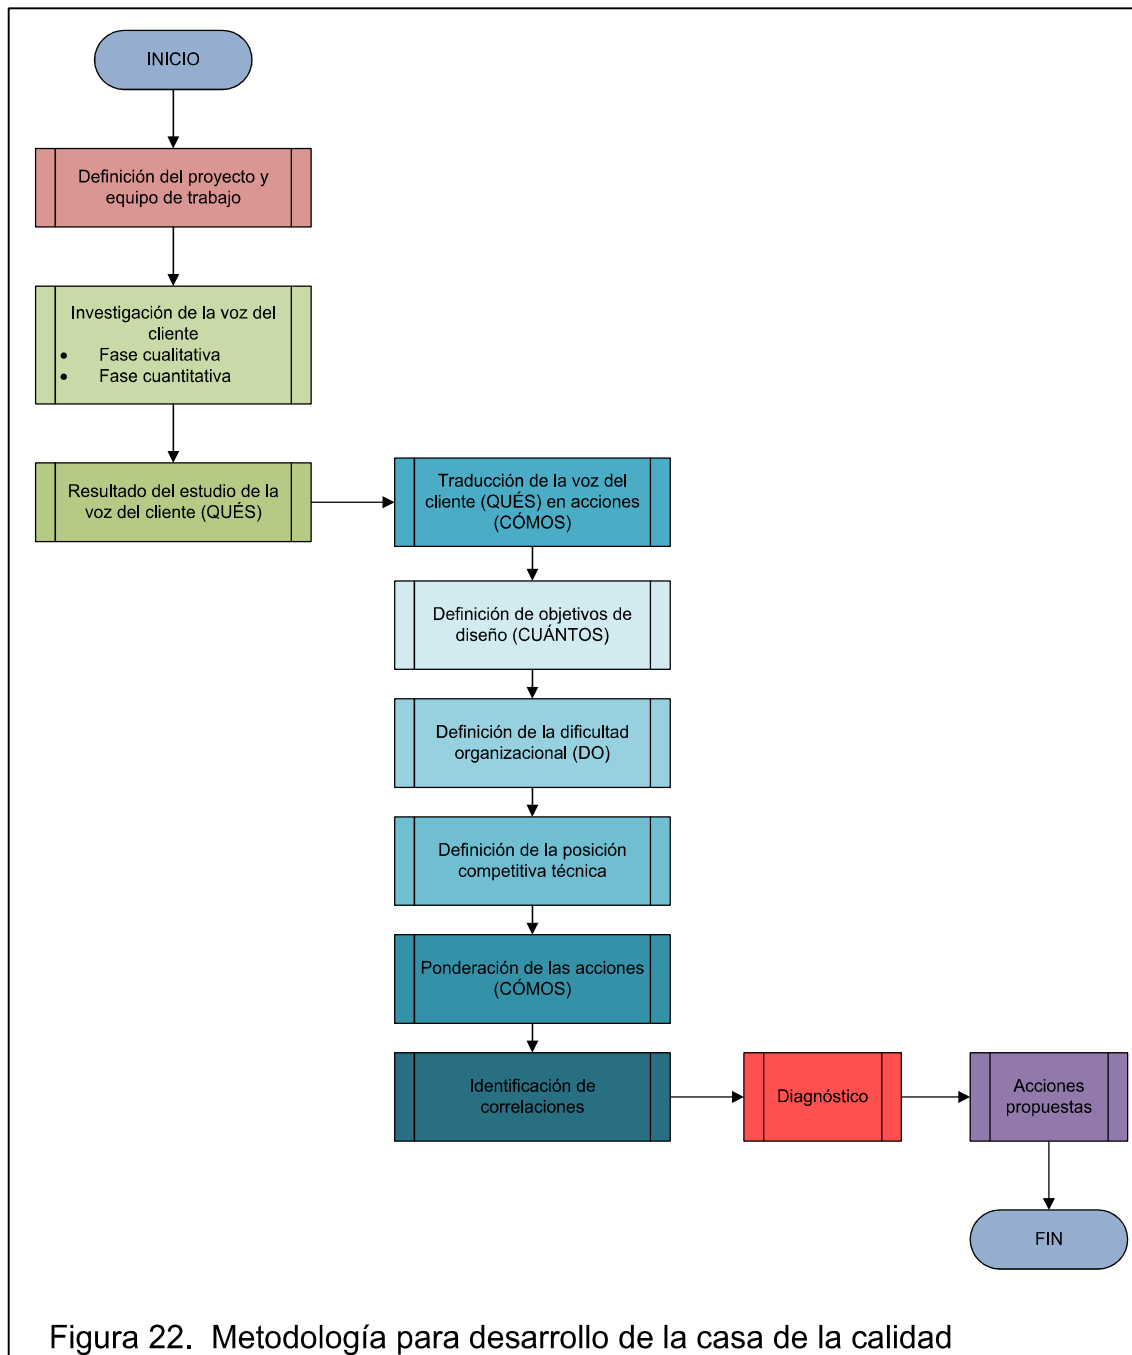 INICIO
Definición del proyecto y
equipo de trabajo
Investigación de la voz del
cliente
• Fase cualitativa
• Fase cuantitativa
Resultado del estudio de la
voz del cliente (QUÉS)
Traducción de la voz del
cliente (QUÉS) en acciones
(CÓMOS)
Definición de objetivos de
diseño (CUÁNTOS)
Definición de la dificultad
organizacional (DO)
Definición de la posición
competitiva técnica
Ponderación de las acciones
(CÓMOS)
Identificación de
correlaciones
Diagnóstico
Acciones
propuestas
FIN
Figura 22.  Metodología para desarrollo de la casa de la calidad